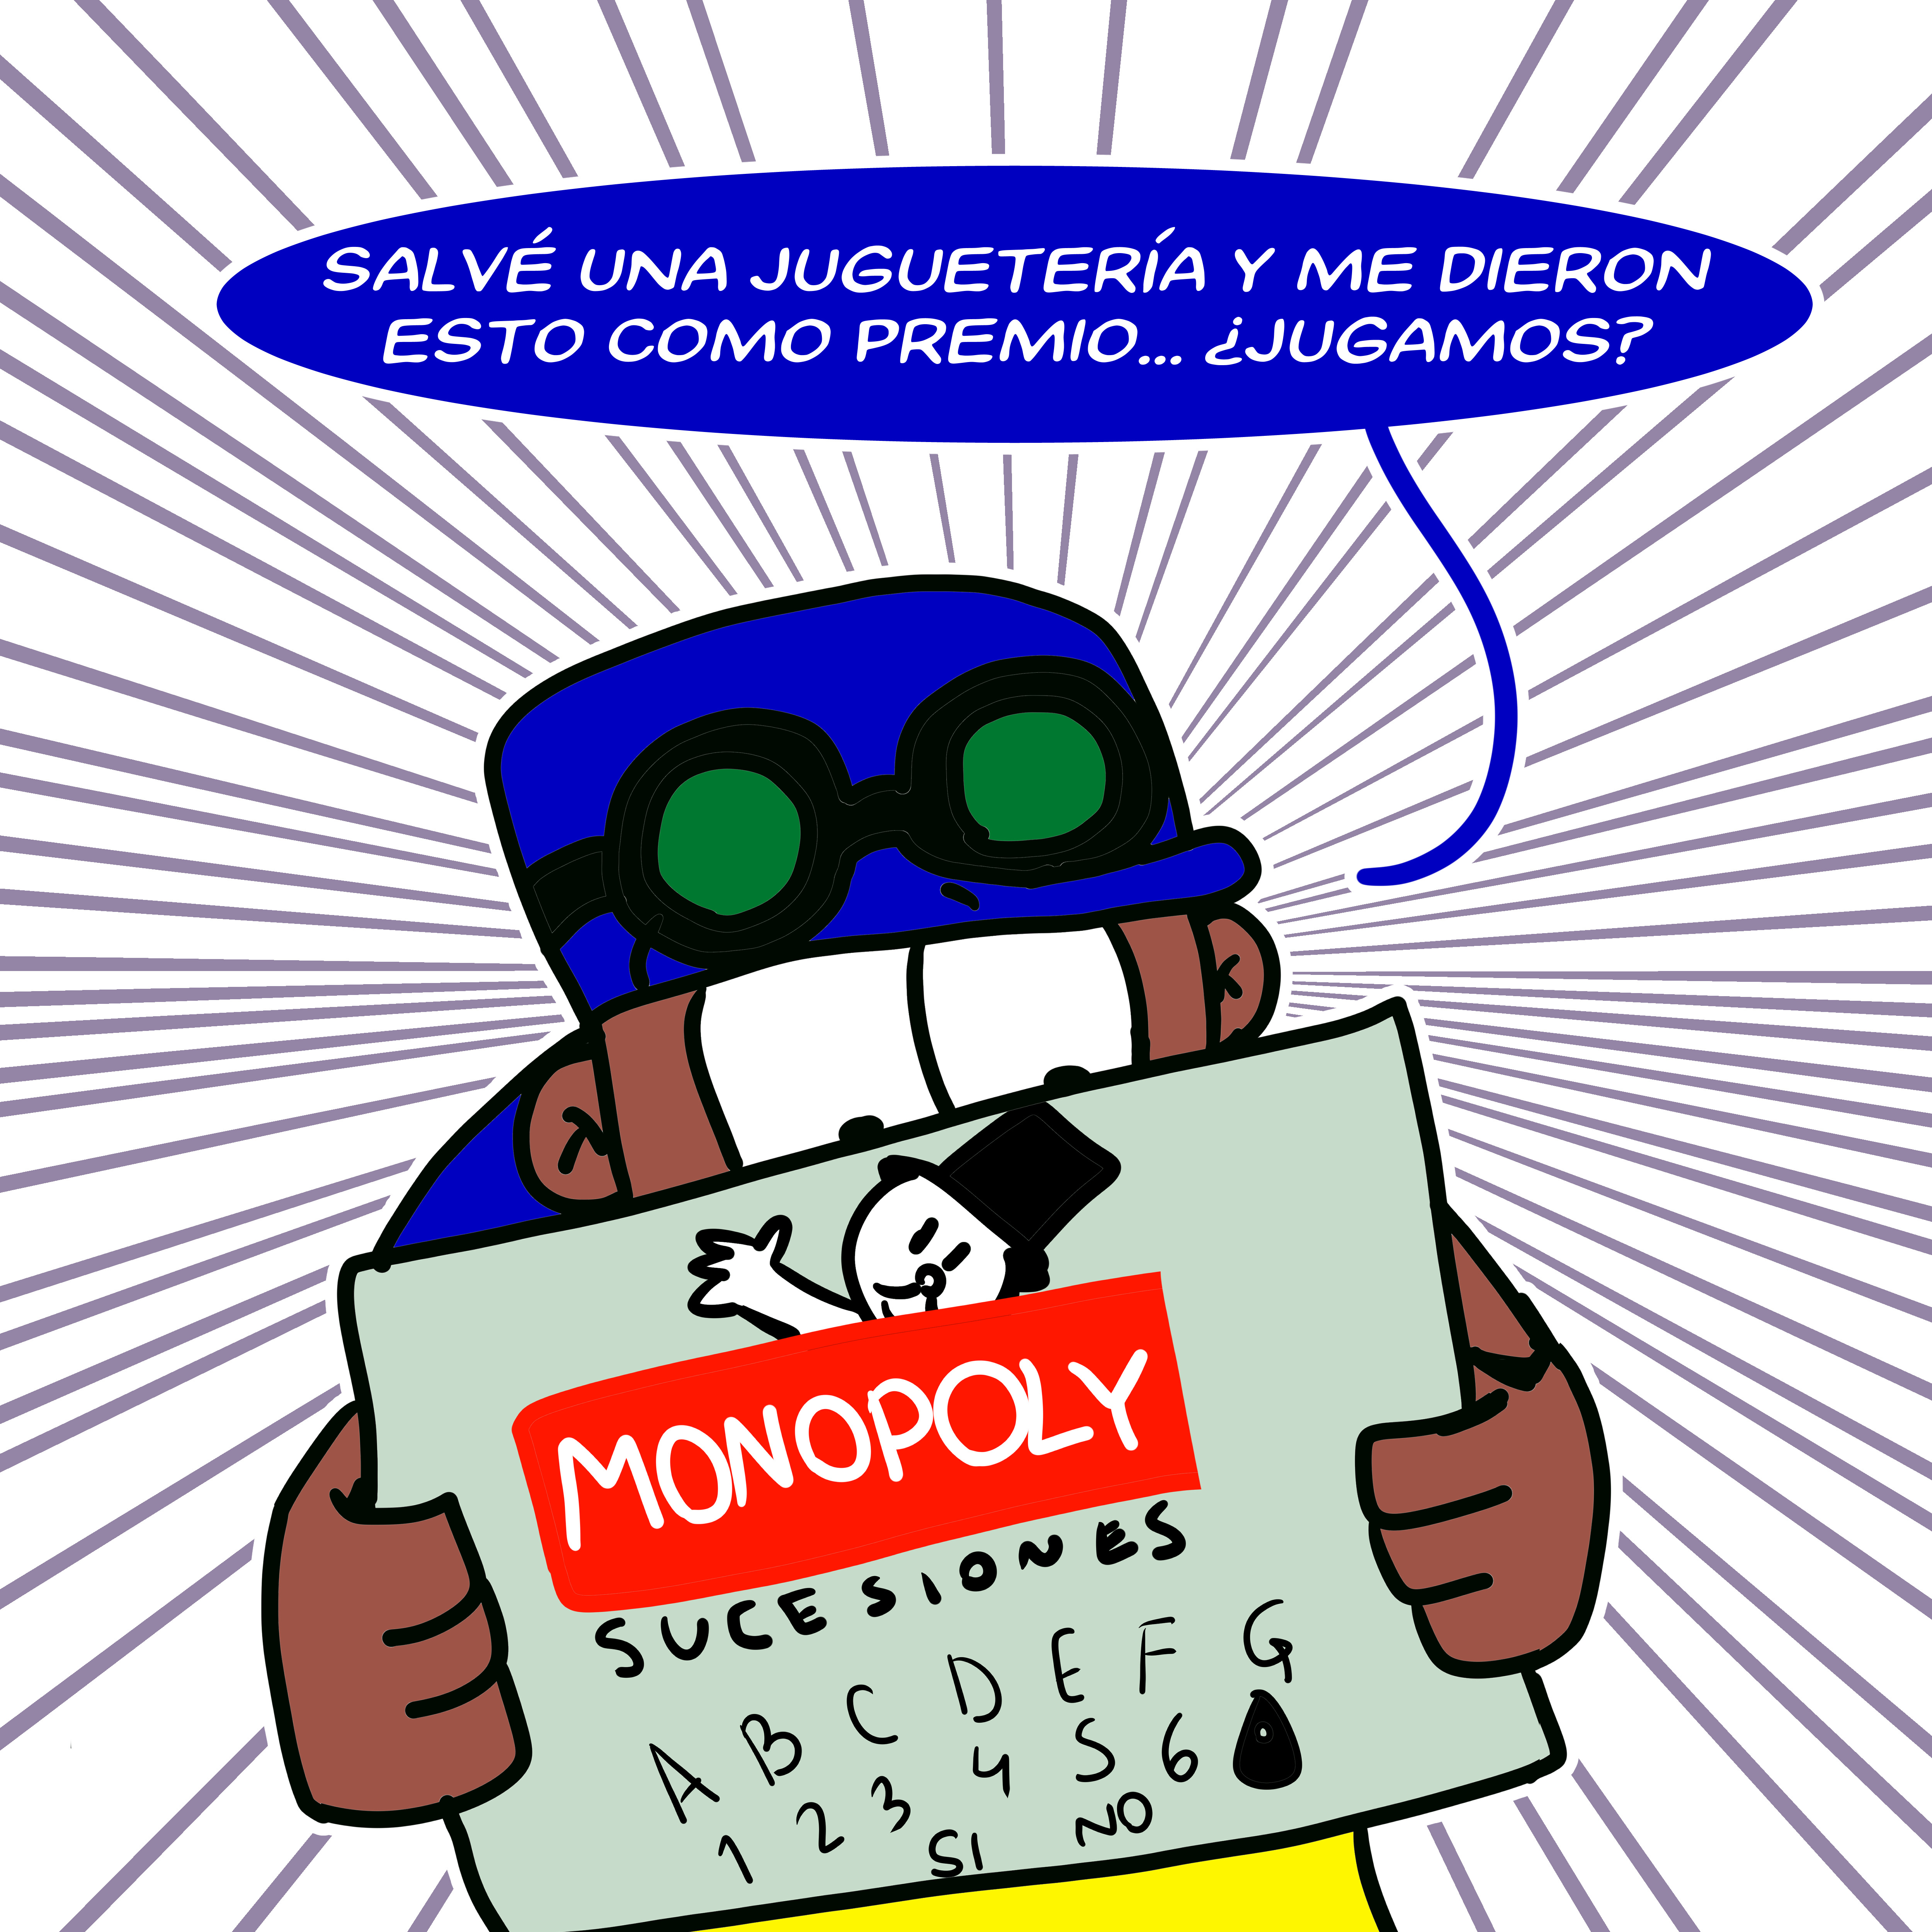 SALVÉ UNA JUGUETERÍA Y ME DIERON
ESTO COMO PREMIO... ¿JUGAMOS?
MONOPOLY
SUCESIONES
A B C D E F G
1 2 3 4 5 6
SI NO